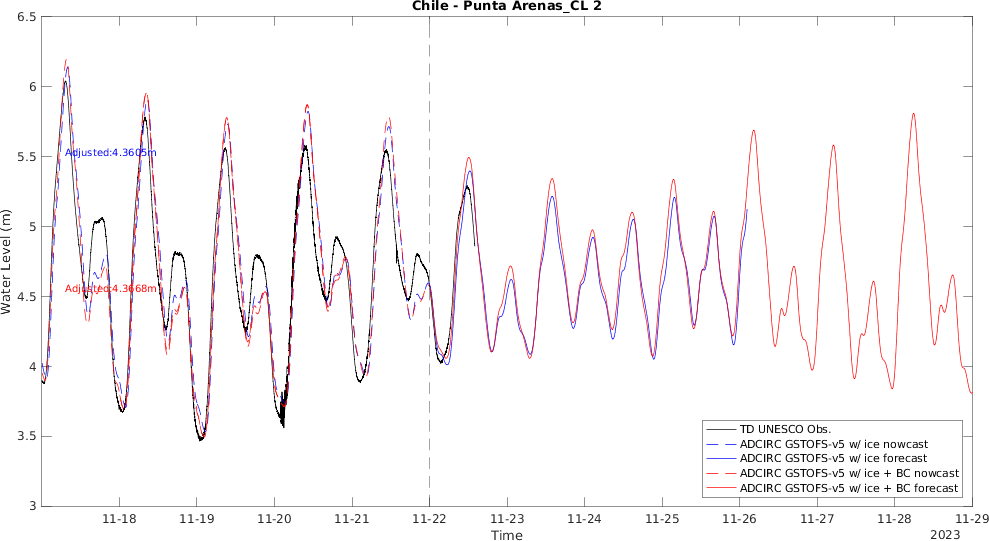 Chile - Punta Arenas_CL 2
6.5
6
5.5
5
4.5
4
3.5
3
Water Level (m)
Adjusted:4.3605m
Adjusted:4.3668m
TD UNESCO Obs.
ADCIRC GSTOFS-v5 w/ ice nowcast
ADCIRC GSTOFS-v5 w/ ice forecast
ADCIRC GSTOFS-v5 w/ ice + BC nowcast
ADCIRC GSTOFS-v5 w/ ice + BC forecast
11-18 11-19 11-20 11-21 11-22 11-23 11-24 11-25 11-26 11-27 11-28 11-29
Time
2023